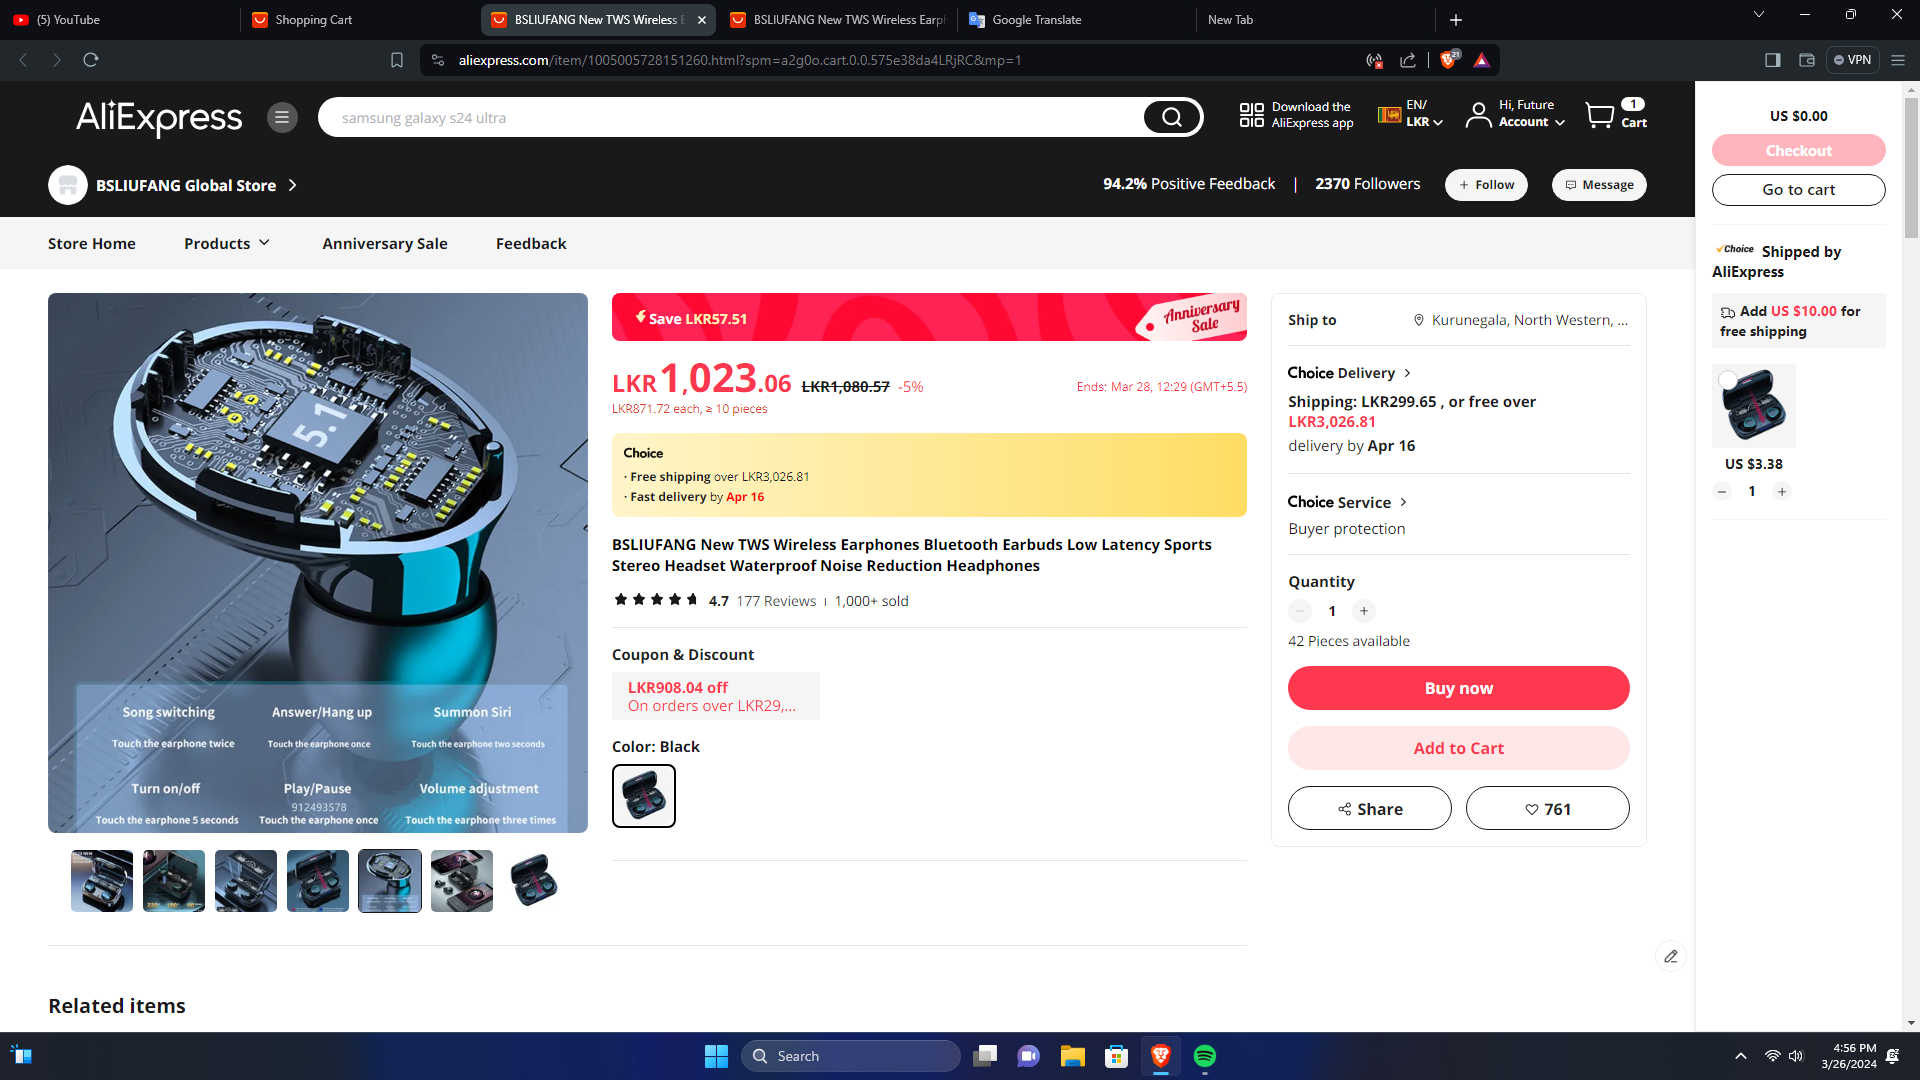 (5) YouTube
Shopping Cart
BSLIUFANG New TWS Wireless E
BSLIUFANG New TWS Wireless Earph
Google Translate
New Tab
aliexpress.com/item/1005005728151260.html?spm=a2g0o.cart.0.0.575e38da4LRjRC&mp=1
21
VPN
AliExpress
samsung galaxy s24 ultra
Download the
AliExpress app
EN/
LKR
Hi, Future
Account
1
Cart
BSLIUFANG Global Store
94.2% Positive Feedback | 2370 Followers
+ Follow
Message
Store Home
Products
Anniversary Sale
Feedback
Save LKR57.51
Anniversary
Sale
LKR1,023.06 LKR1,080.57 -5%
Ends: Mar 28, 12:29 (GMT+5.5)
LKR871.72 each, ≥ 10 pieces
Choice
· Free shipping over LKR3,026.81
· Fast delivery by Apr 16
BSLIUFANG New TWS Wireless Earphones Bluetooth Earbuds Low Latency Sports
Stereo Headset Waterproof Noise Reduction Headphones
4.7 177 Reviews | 1,000+ sold
Coupon & Discount
LKR908.04 off
On orders over LKR29,...
Color: Black
5.1
Song switching
Answer/Hang up
Summon Siri
Touch the earphone twice
Touch the earphone once
Touch the earphone two seconds
Turn on/off
Play/Pause
Volume adjustment
912493578
Touch the earphone 5 seconds
Touch the earphone once
Touch the earphone three times
Ship to
Kurunegala, North Western, ...
Choice Delivery
Shipping: LKR299.65 , or free over
LKR3,026.81
delivery by Apr 16
Choice Service
Buyer protection
Quantity
1
42 Pieces available
Buy now
Add to Cart
Share
761
US $0.00
Checkout
Go to cart
Choice Shipped by
AliExpress
Add US $10.00 for
free shipping
US $3.38
1
Related items
Search
4:56 PM
3/26/2024